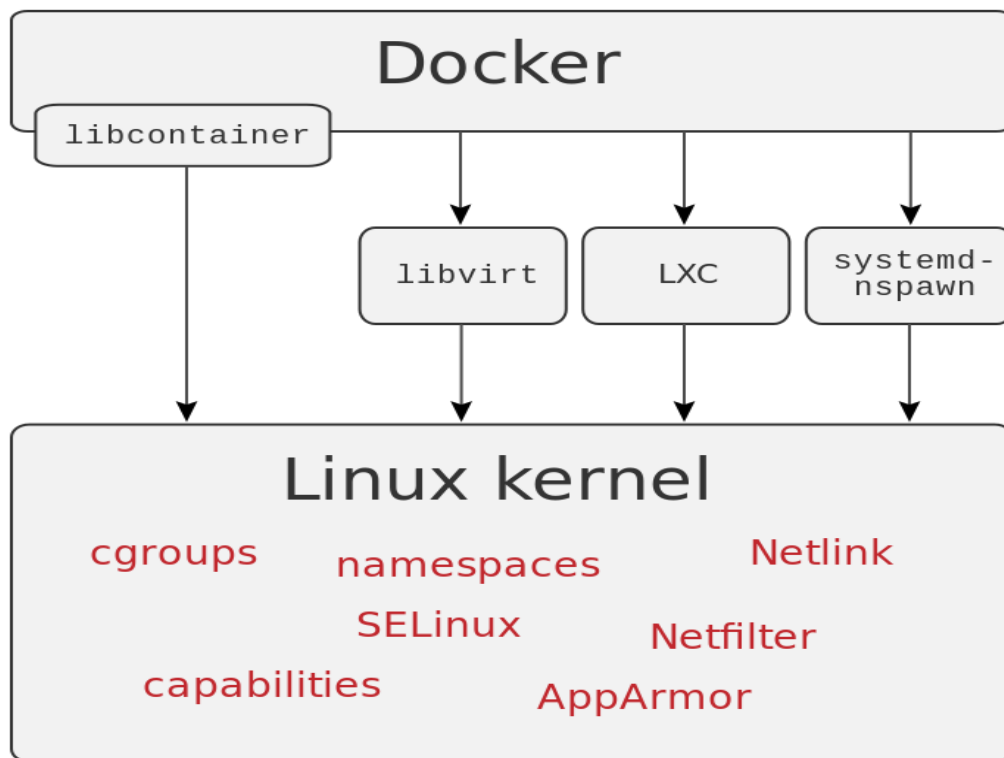 Docker
libcontainer
libvirt
LXC
systemd-
nspawn
Linux kernel
cgroups
namespaces
Netlink
SELinux
Netfilter
capabilities
AppArmor